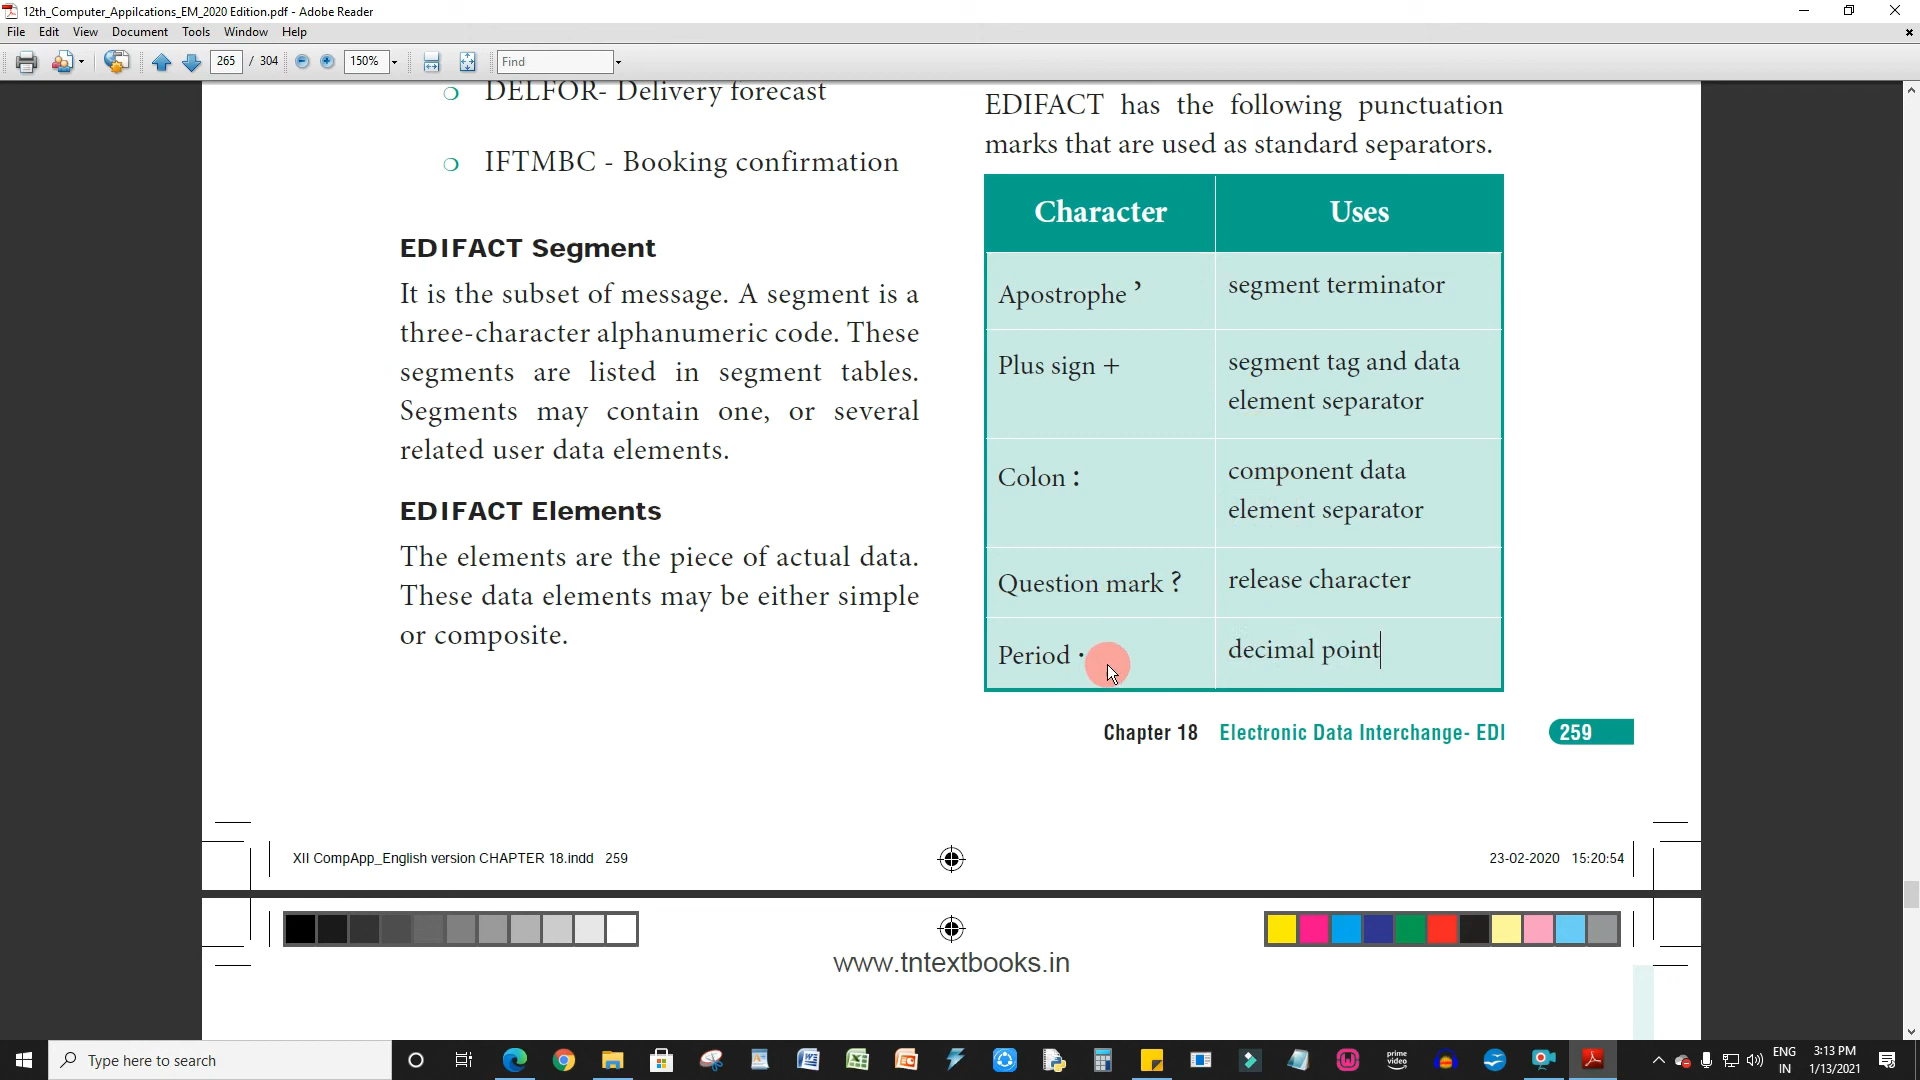 12th_Computer_Appilcations_EM_2020 Edition.pdf - Adobe Reader
File Edit View Document Tools Window Help
265 / 304 150% Find
DELFOR- Delivery forecast
IFTMBC - Booking confirmation
EDIFACT Segment
It is the subset of message. A segment is a
three-character alphanumeric code. These
segments are listed in segment tables.
Segments may contain one, or several
related user data elements.
EDIFACT Elements
The elements are the piece of actual data.
These data elements may be either simple
or composite.
EDIFACT has the following punctuation
marks that are used as standard separators.
Character Uses
Apostrophe ’ segment terminator
Plus sign + segment tag and data
element separator
Colon : component data
element separator
Question mark ? release character
Period . decimal point
Chapter 18 Electronic Data Interchange- EDI 259
XII CompApp_English version CHAPTER 18.indd 259 23-02-2020 15:20:54
www.tntextbooks.in
Type here to search
prime
video
ENG
IN
3:13 PM
1/13/2021